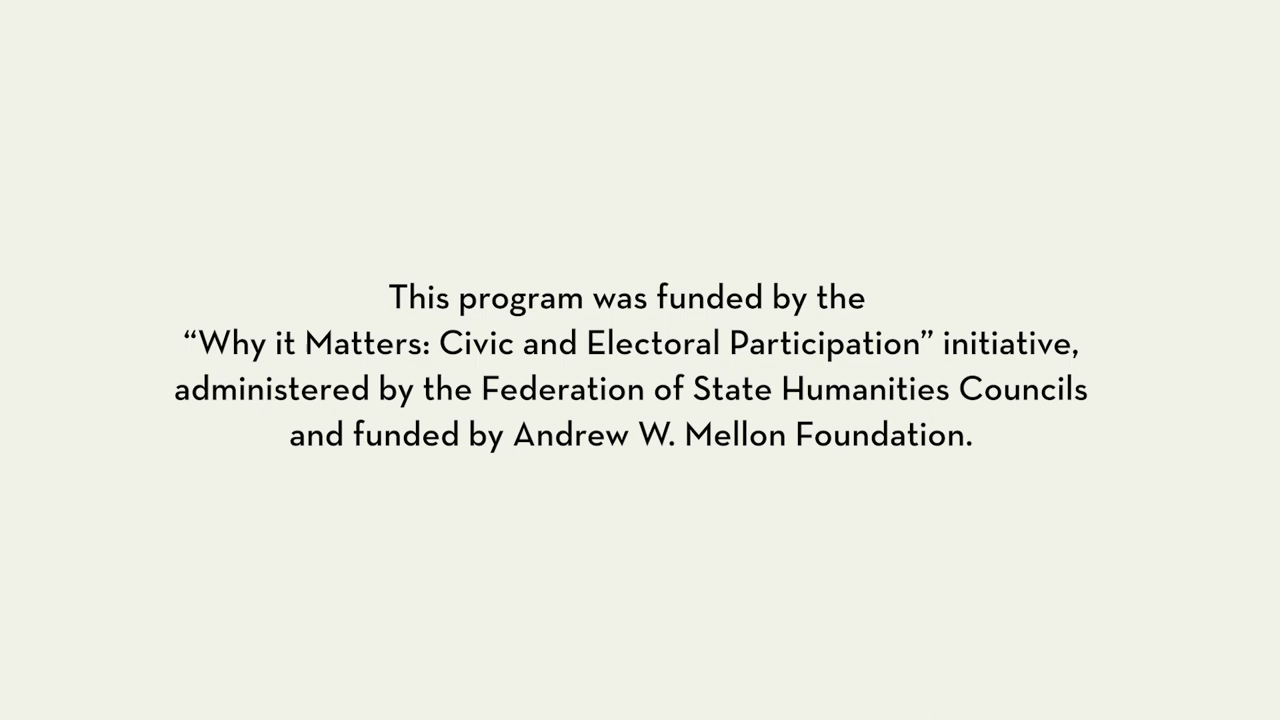 This program was funded by the
“Why it Matters: Civic and Electoral Participation” initiative,
administered by the Federation of State Humanities Councils
and funded by Andrew W. Mellon Foundation.